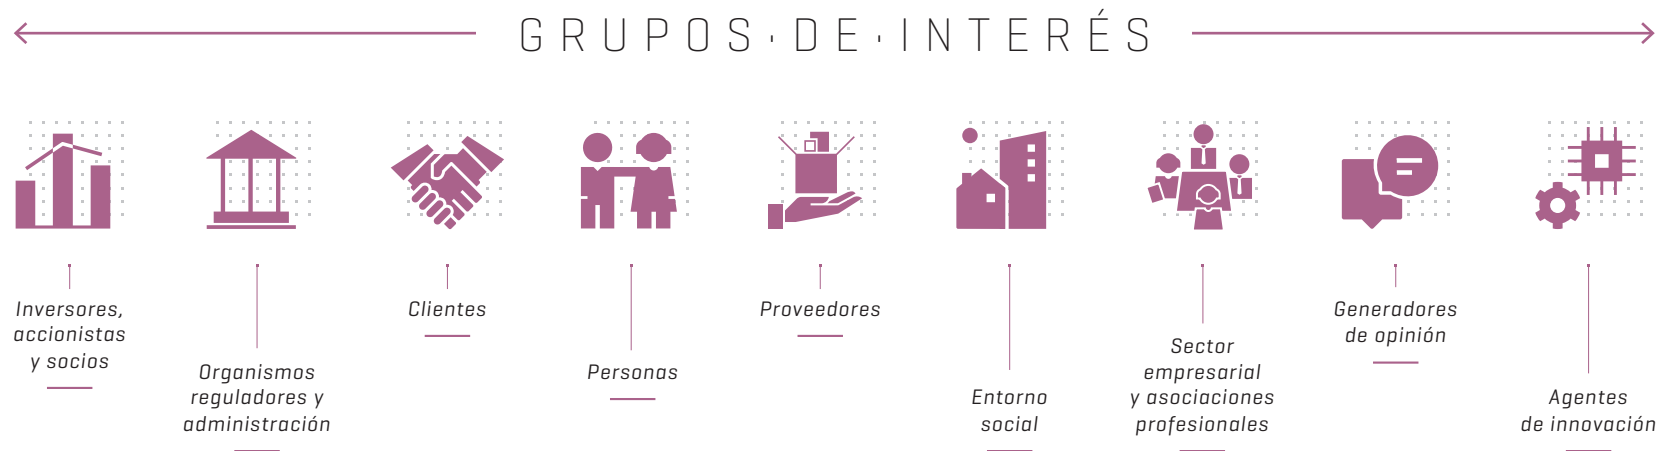 GRUPOS DE INTERÉS
Inversores,
accionistas
y socios
Organismos
reguladores y
administración
Clientes
Personas
Proveedores
Entorno
social
Sector
empresarial
y asociaciones
profesionales
Generadores
de opinión
Agentes
de innovación